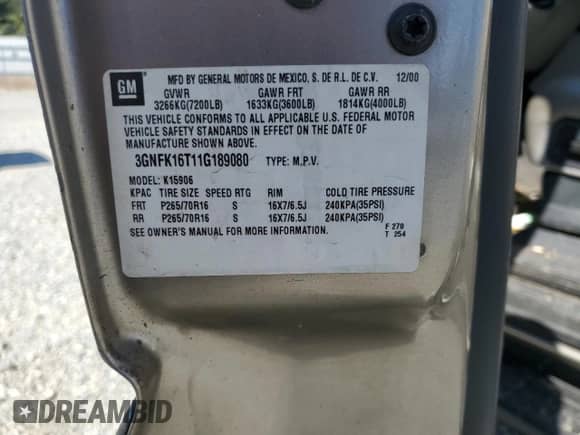 GM
MFD BY GENERAL MOTORS DE MEXICO, S. DE R.L. DE C.V. 12/00
GVWR GAWR FRT GAWR RR
3266KG(7200LB) 1633KG(3600LB) 1814KG(4000LB)
THIS VEHICLE CONFORMS TO ALL APPLICABLE U.S. FEDERAL MOTOR
VEHICLE SAFETY STANDARDS IN EFFECT ON THE DATE OF
MANUFACTURE SHOWN ABOVE.
3GNFK16T11G189080 TYPE: M.P.V.
MODEL: K15906
KPAC TIRE SIZE SPEED RTG RIM COLD TIRE PRESSURE
FRT P265/70R16 S 16X7/6.5J 240KPA(35PSI)
RR P265/70R16 S 16X7/6.5J 240KPA(35PSI)
SEE OWNER'S MANUAL FOR MORE INFORMATION.
F 270
T 254
DREAMBID